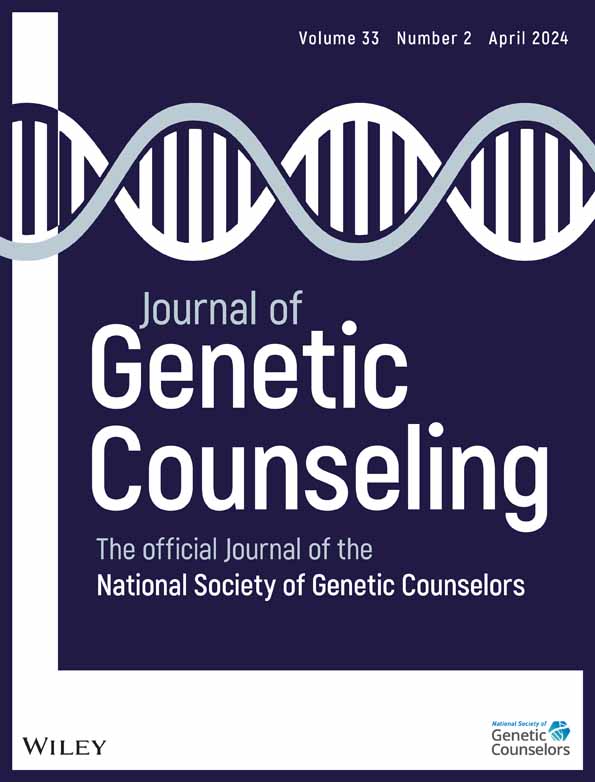 Volume 33 Number 2 April 2024
Journal of
Genetic
Counseling
The official Journal of the
National Society of Genetic Counselors
WILEY
National Society of
Genetic
Counselors